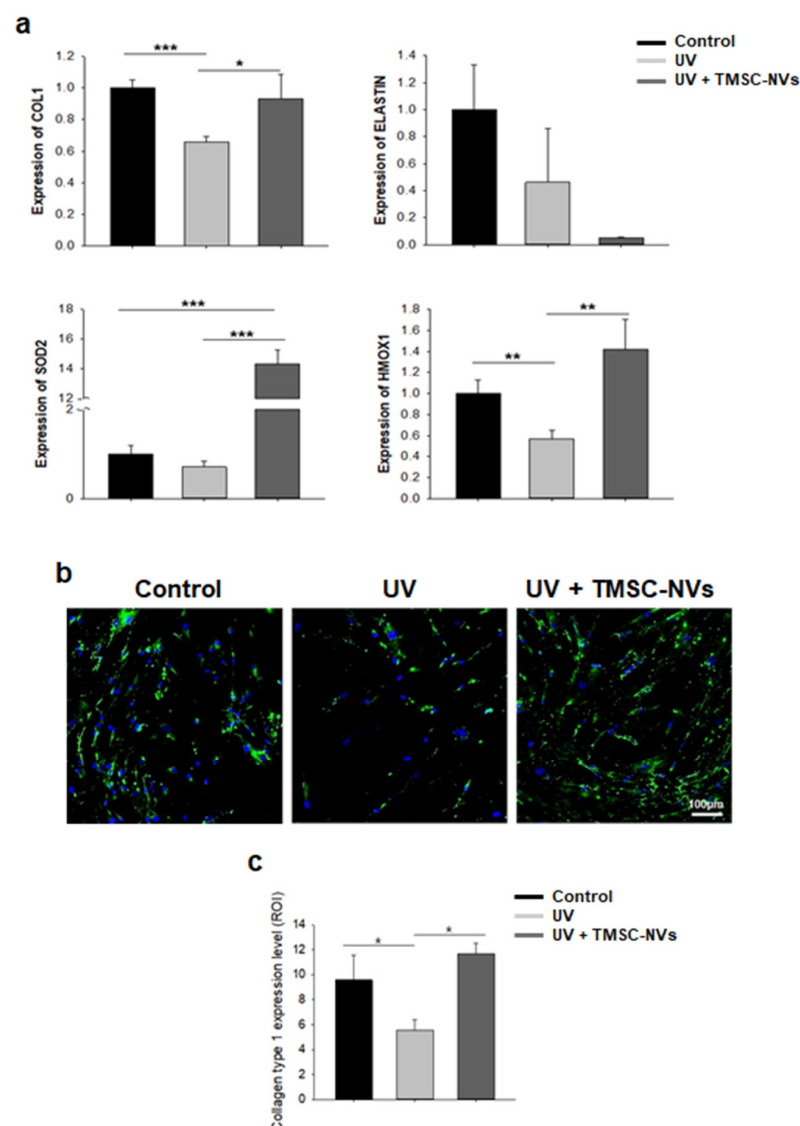 a
Control
UV
UV + TMSC-NVs
Expression of COL1
1.2
1.0
0.8
0.6
0.4
0.2
0.0
***
*
Expression of ELASTIN
1.4
1.2
1.0
0.8
0.6
0.4
0.2
0.0
Expression of SOD2
18
16
14
12
2
0
***
***
Expression of HMOX1
1.8
1.6
1.4
1.2
1.0
0.8
0.6
0.4
0.2
0.0
**
**
b
Control
UV
UV + TMSC-NVs
100μm
c
Control
UV
UV + TMSC-NVs
Collagen type 1 expression level (ROI)
14
12
10
8
6
4
2
0
*
*